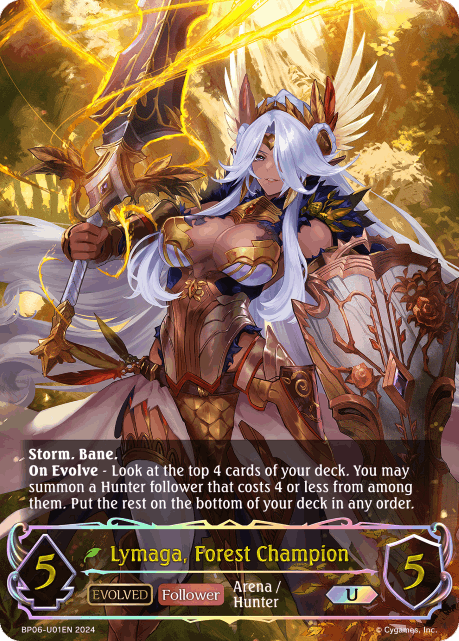 Storm. Bane.
On Evolve - Look at the top 4 cards of your deck. You may
summon a Hunter follower that costs 4 or less from among
them. Put the rest on the bottom of your deck in any order.
Lymaga, Forest Champion
5
EVOLVED
Follower
Arena /
Hunter
U
5
BP06-U01EN 2024
© Cygames, Inc.